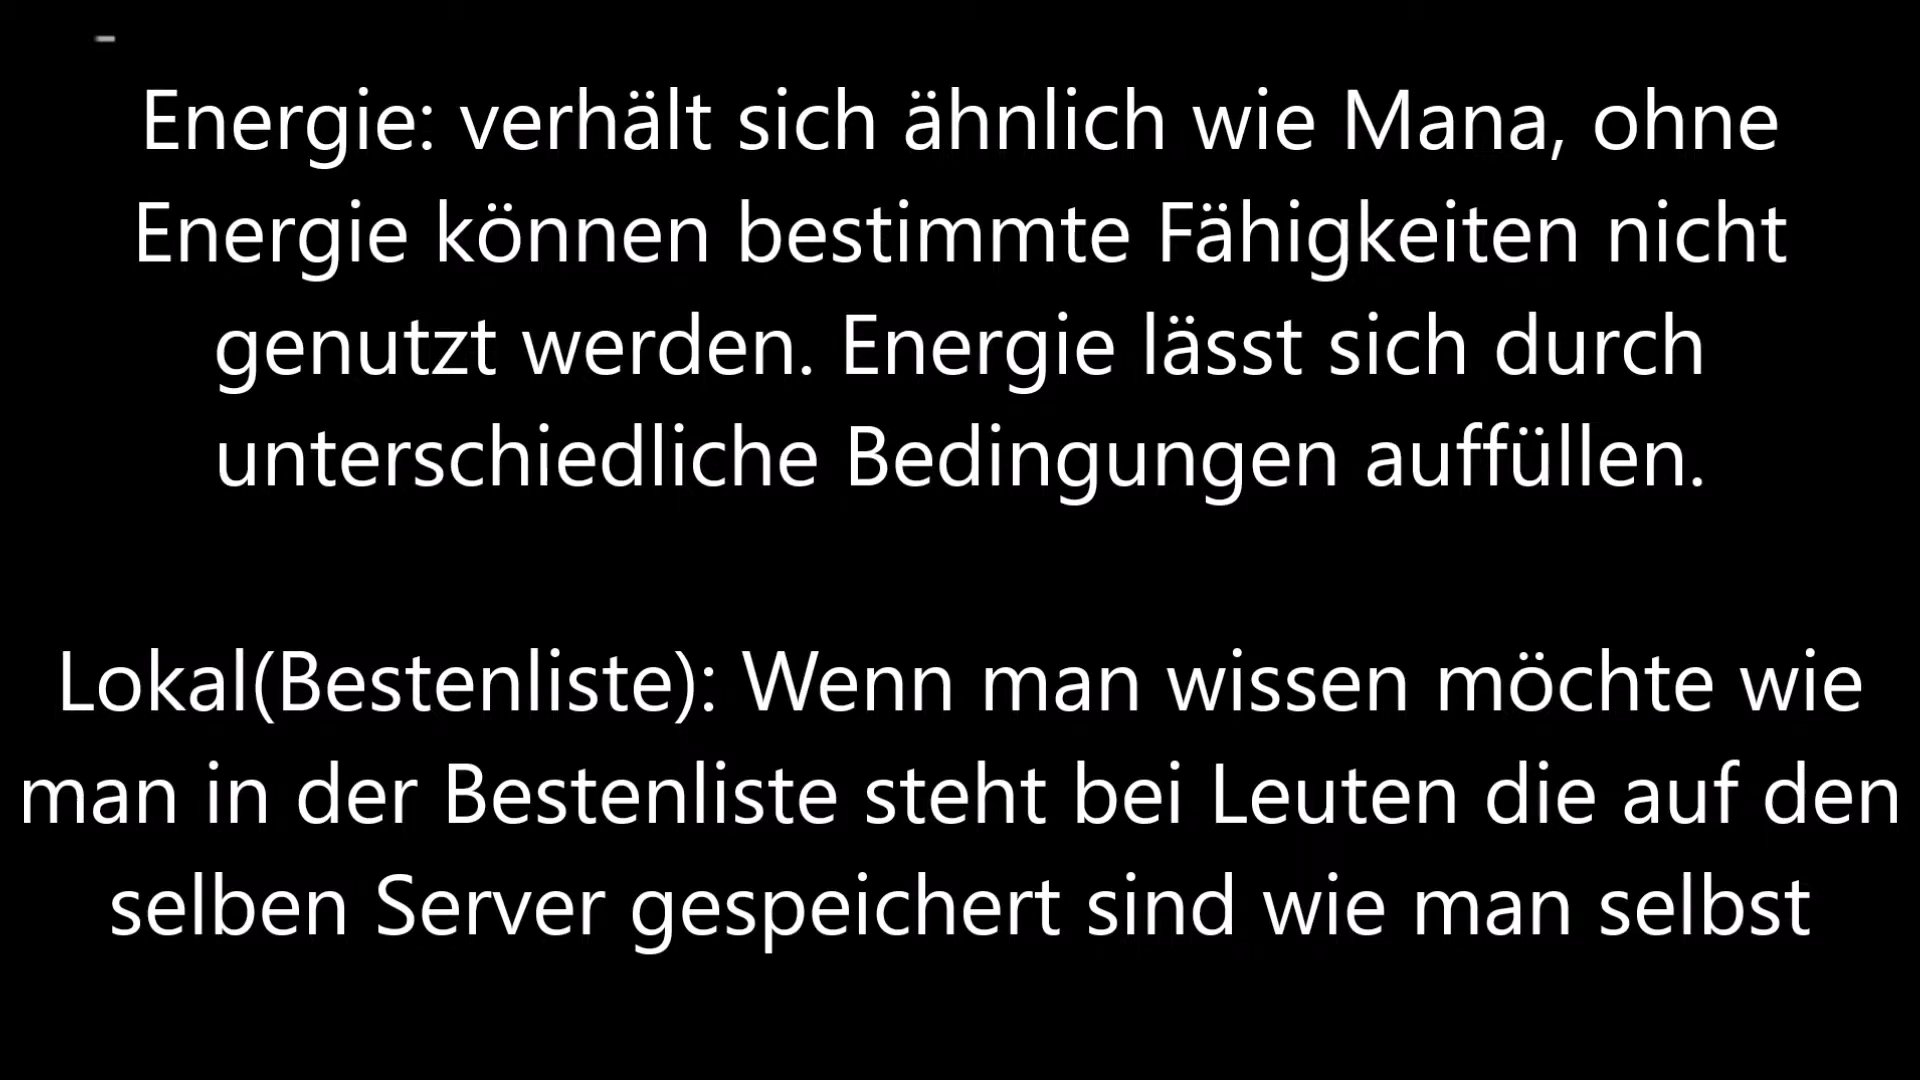 Energie: verhält sich ähnlich wie Mana, ohne
Energie können bestimmte Fähigkeiten nicht
genutzt werden. Energie lässt sich durch
unterschiedliche Bedingungen auffüllen.
Lokal(Bestenliste): Wenn man wissen möchte wie
man in der Bestenliste steht bei Leuten die auf den
selben Server gespeichert sind wie man selbst